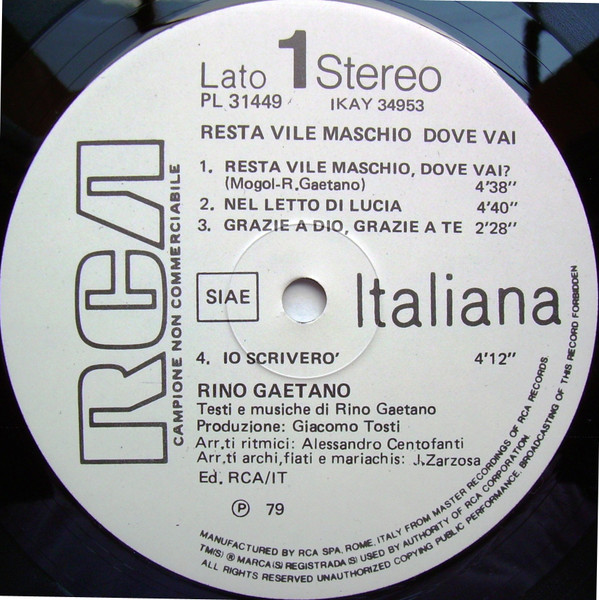 Lato 1 Stereo
PL 31449 IKAY 34953
RESTA VILE MASCHIO DOVE VAI
1. RESTA VILE MASCHIO, DOVE VAI?
(Mogol-R.Gaetano) 4'38"
2. NEL LETTO DI LUCIA 4'40"
3. GRAZIE A DIO, GRAZIE A TE 2'28"
RCA
CAMPIONE NON COMMERCIABILE
SIAE
Italiana
4. IO SCRIVERO' 4'12"
RINO GAETANO
Testi e musiche di Rino Gaetano
Produzione: Giacomo Tosti
Arr.ti ritmici: Alessandro Centofanti
Arr.ti archi,fiati e mariachis: J.Zarzosa
Ed. RCA/IT
Ⓟ 79
MANUFACTURED BY RCA SPA, ROME, ITALY FROM MASTER RECORDINGS OF RCA RECORDS
TM(S) ® MARCA(S) REGISTRADA(S) USED BY AUTHORITY OF RCA CORPORATION
ALL RIGHTS RESERVED UNAUTHORIZED COPYING PUBLIC PERFORMANCE, BROADCASTING OF THIS RECORD FORBIDDEN